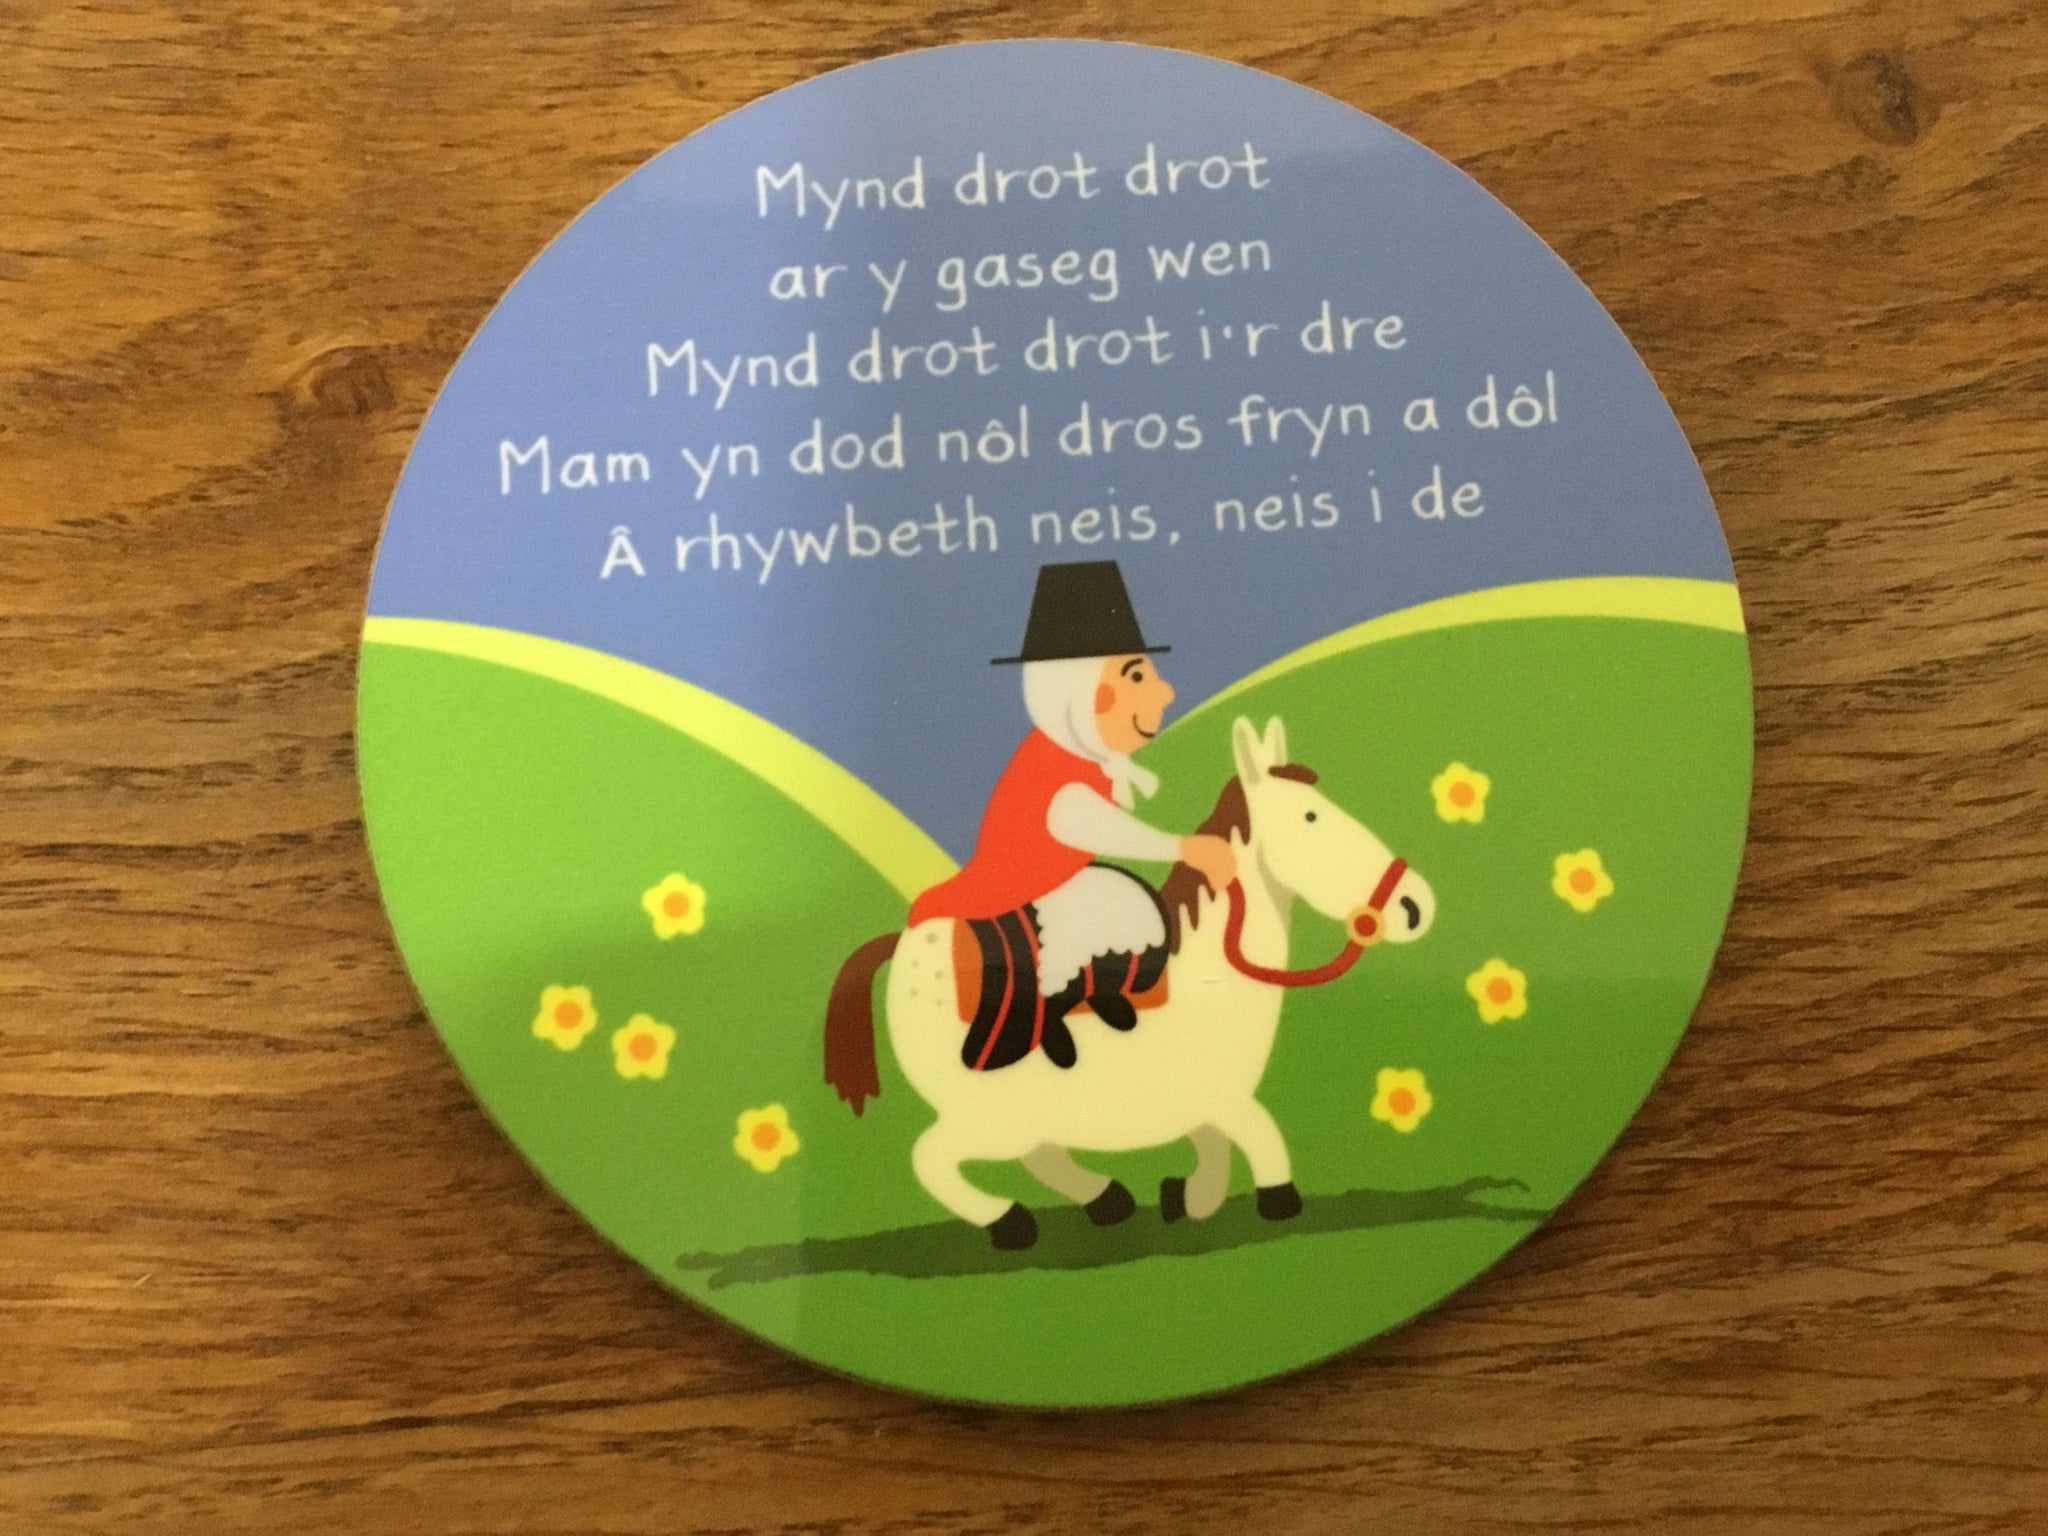 Mynd drot drot
ar y gaseg wen
Mynd drot drot i'r dre
Mam yn dod nôl dros fryn a dôl
 rhywbeth neis, neis i de